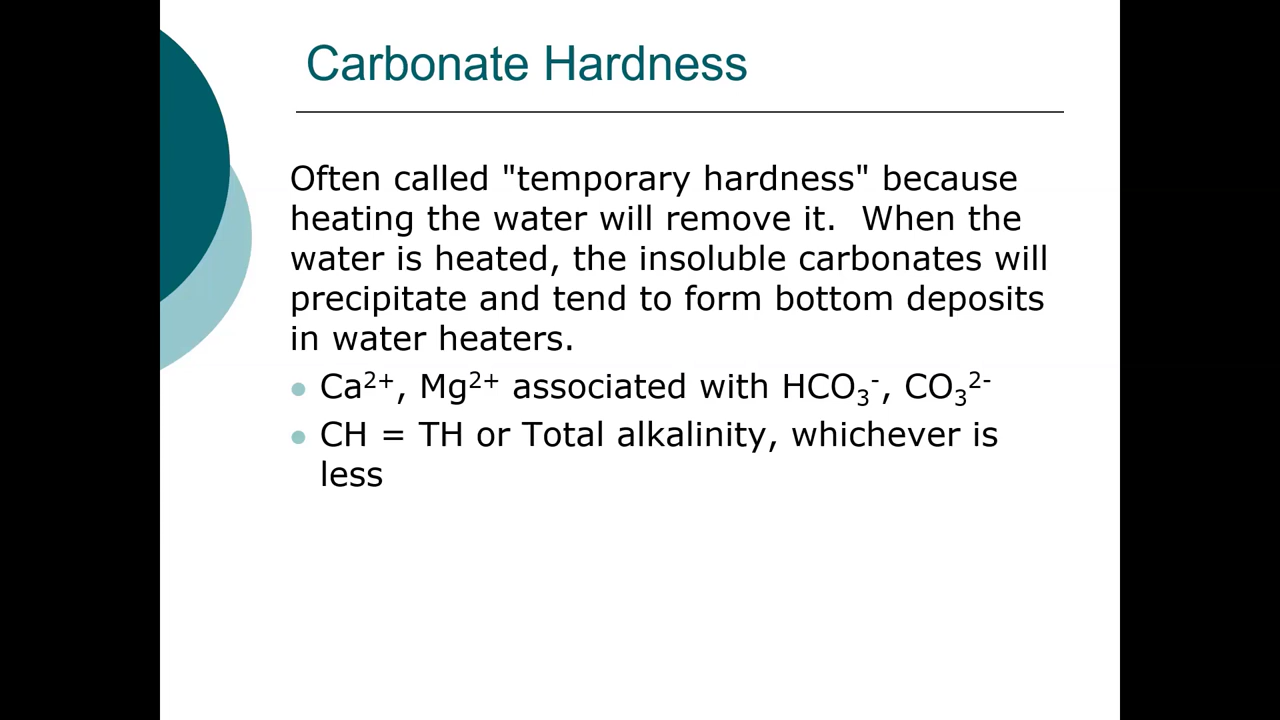 Carbonate Hardness
Often called "temporary hardness" because
heating the water will remove it.  When the
water is heated, the insoluble carbonates will
precipitate and tend to form bottom deposits
in water heaters.
Ca²⁺, Mg²⁺ associated with HCO₃⁻, CO₃²⁻
CH = TH or Total alkalinity, whichever is
less